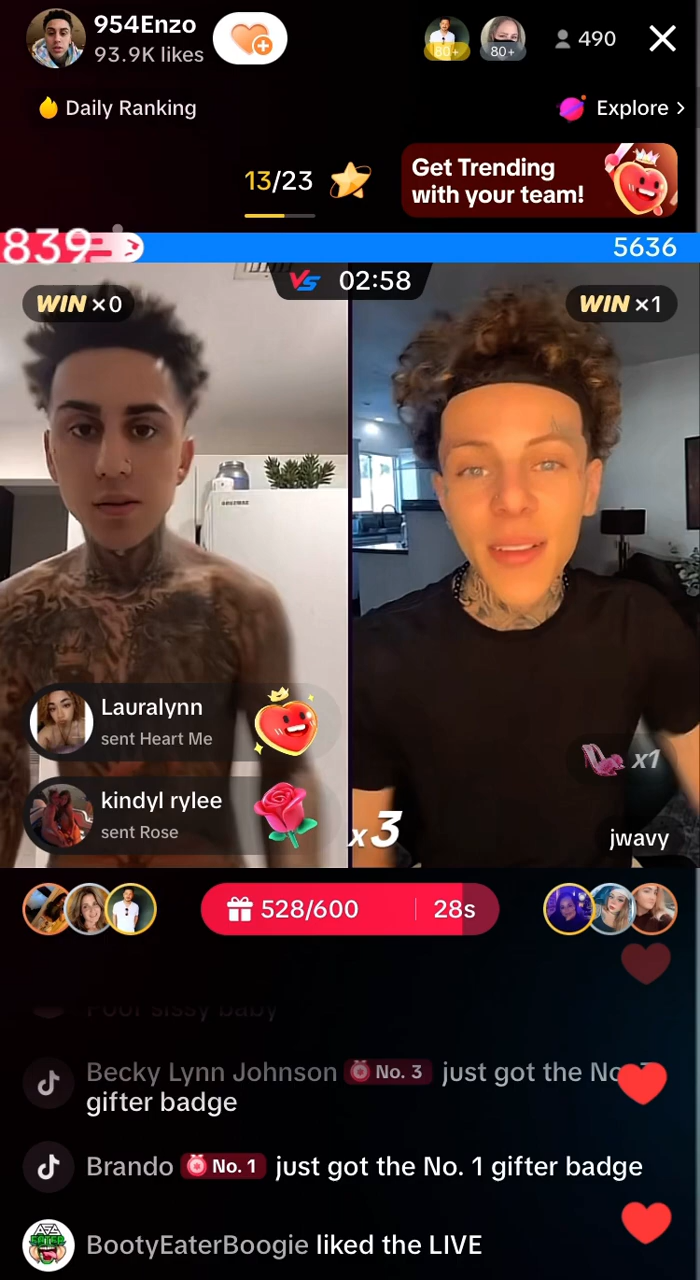 954Enzo
93.9K likes
80+
80+
490
Daily Ranking
Explore >
13/23
Get Trending
with your team!
839
5636
VS 02:58
WIN ×0
WIN ×1
Lauralynn
sent Heart Me
kindyl rylee
sent Rose
x3
x1
jwavy
528/600
28s
Poor sissy baby
Becky Lynn Johnson No. 3 just got the No.
gifter badge
Brando No. 1 just got the No. 1 gifter badge
BootyEaterBoogie liked the LIVE